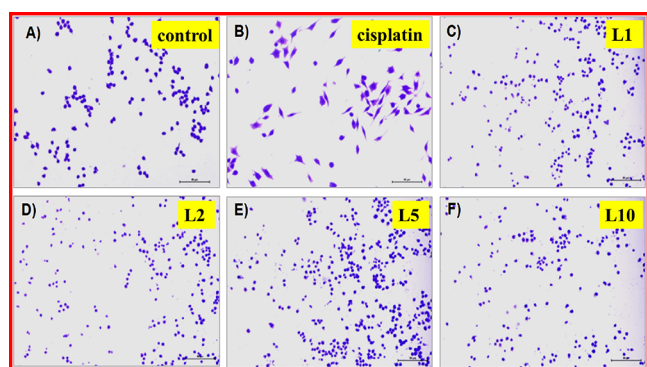 A) control
B) cisplatin
C) L1
D) L2
E) L5
F) L10